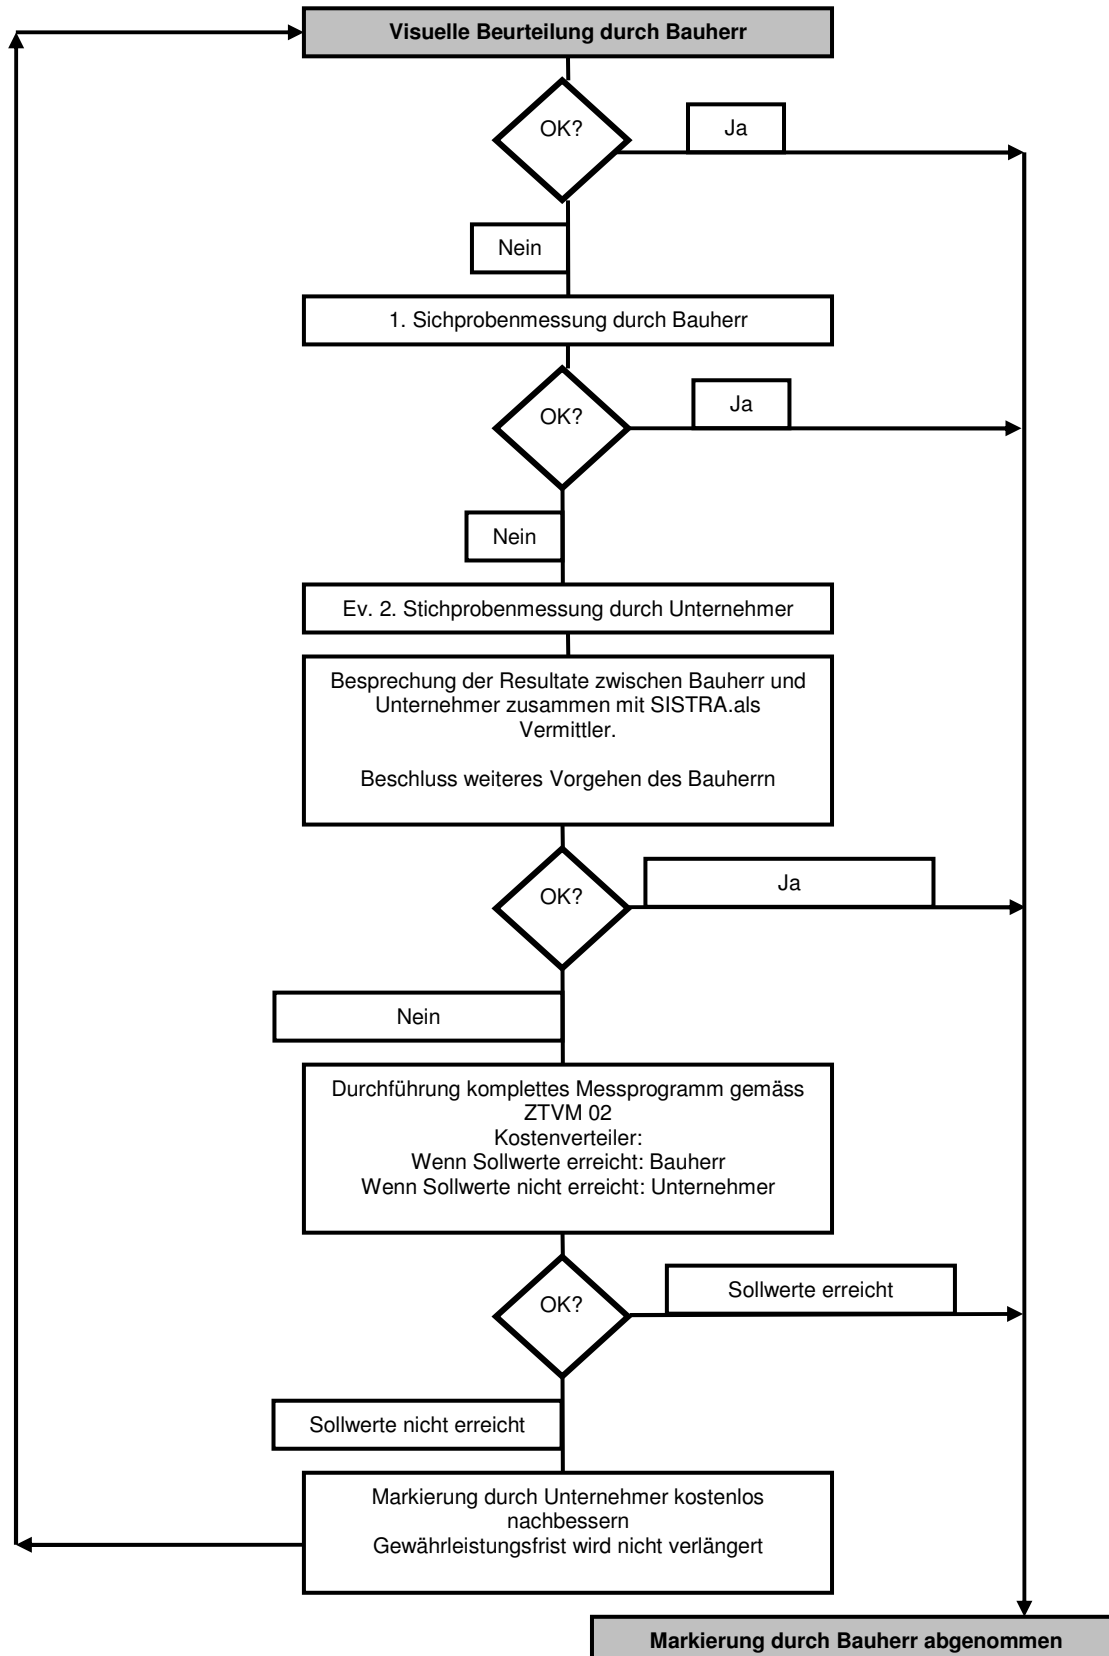 Visuelle Beurteilung durch Bauherr
OK?
Ja
Nein
1. Sichprobenmessung durch Bauherr
OK?
Ja
Nein
Ev. 2. Stichprobenmessung durch Unternehmer
Besprechung der Resultate zwischen Bauherr und
Unternehmer zusammen mit SISTRA.als
Vermittler.
Beschluss weiteres Vorgehen des Bauherrn
OK?
Ja
Nein
Durchführung komplettes Messprogramm gemäss
ZTVM 02
Kostenverteiler:
Wenn Sollwerte erreicht: Bauherr
Wenn Sollwerte nicht erreicht: Unternehmer
OK?
Sollwerte erreicht
Sollwerte nicht erreicht
Markierung durch Unternehmer kostenlos
nachbessern
Gewährleistungsfrist wird nicht verlängert
Markierung durch Bauherr abgenommen